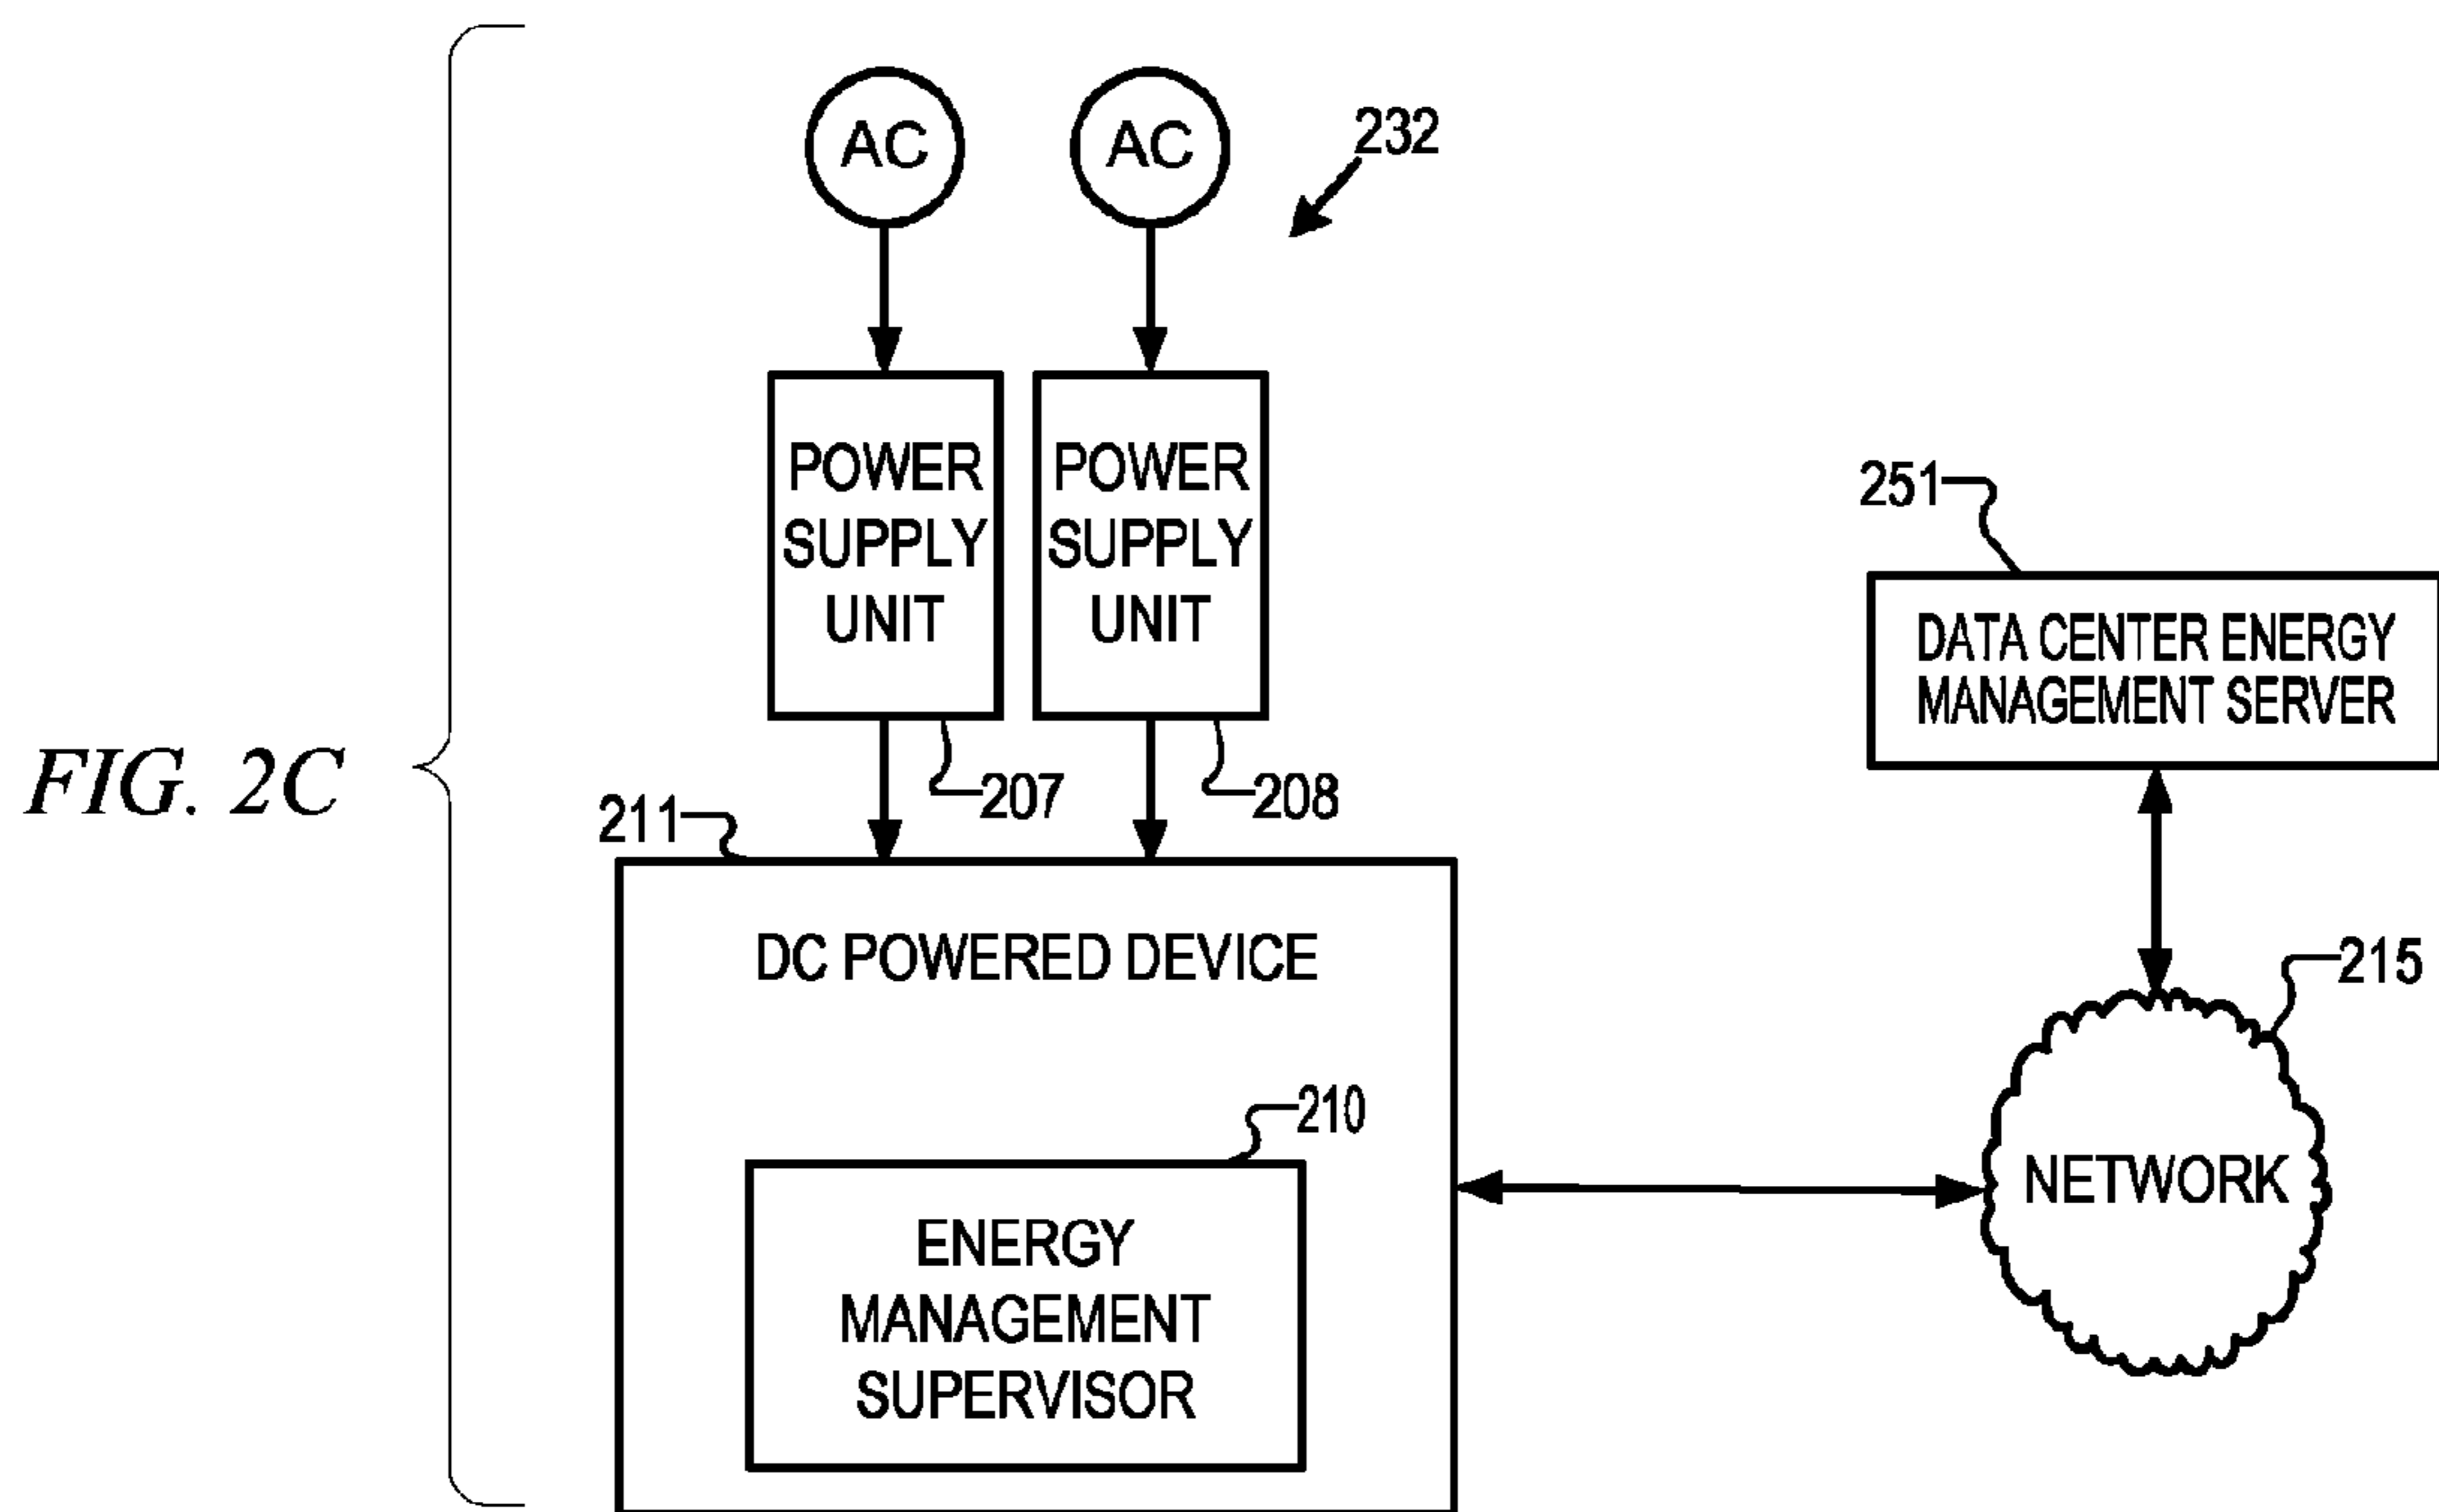 AC
AC
232
POWER
SUPPLY
UNIT
POWER
SUPPLY
UNIT
207
208
251
DATA CENTER ENERGY
MANAGEMENT SERVER
FIG. 2C
211
DC POWERED DEVICE
215
210
ENERGY
MANAGEMENT
SUPERVISOR
NETWORK